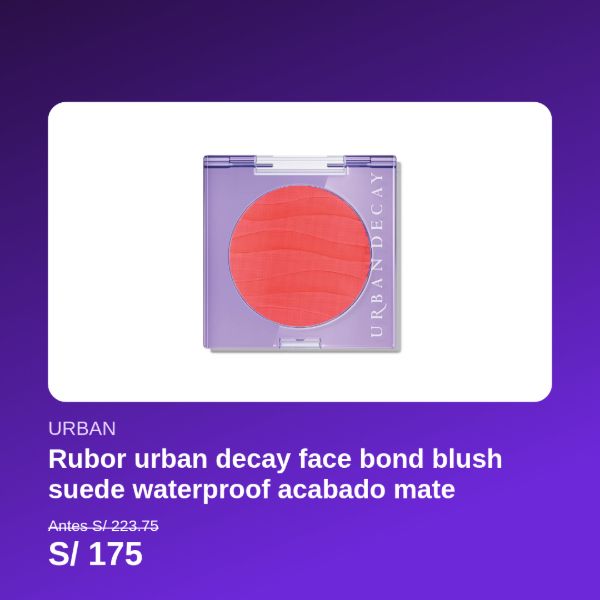 URBAN DECAY
URBAN
Rubor urban decay face bond blush
suede waterproof acabado mate
Antes S/ 223.75
S/ 175